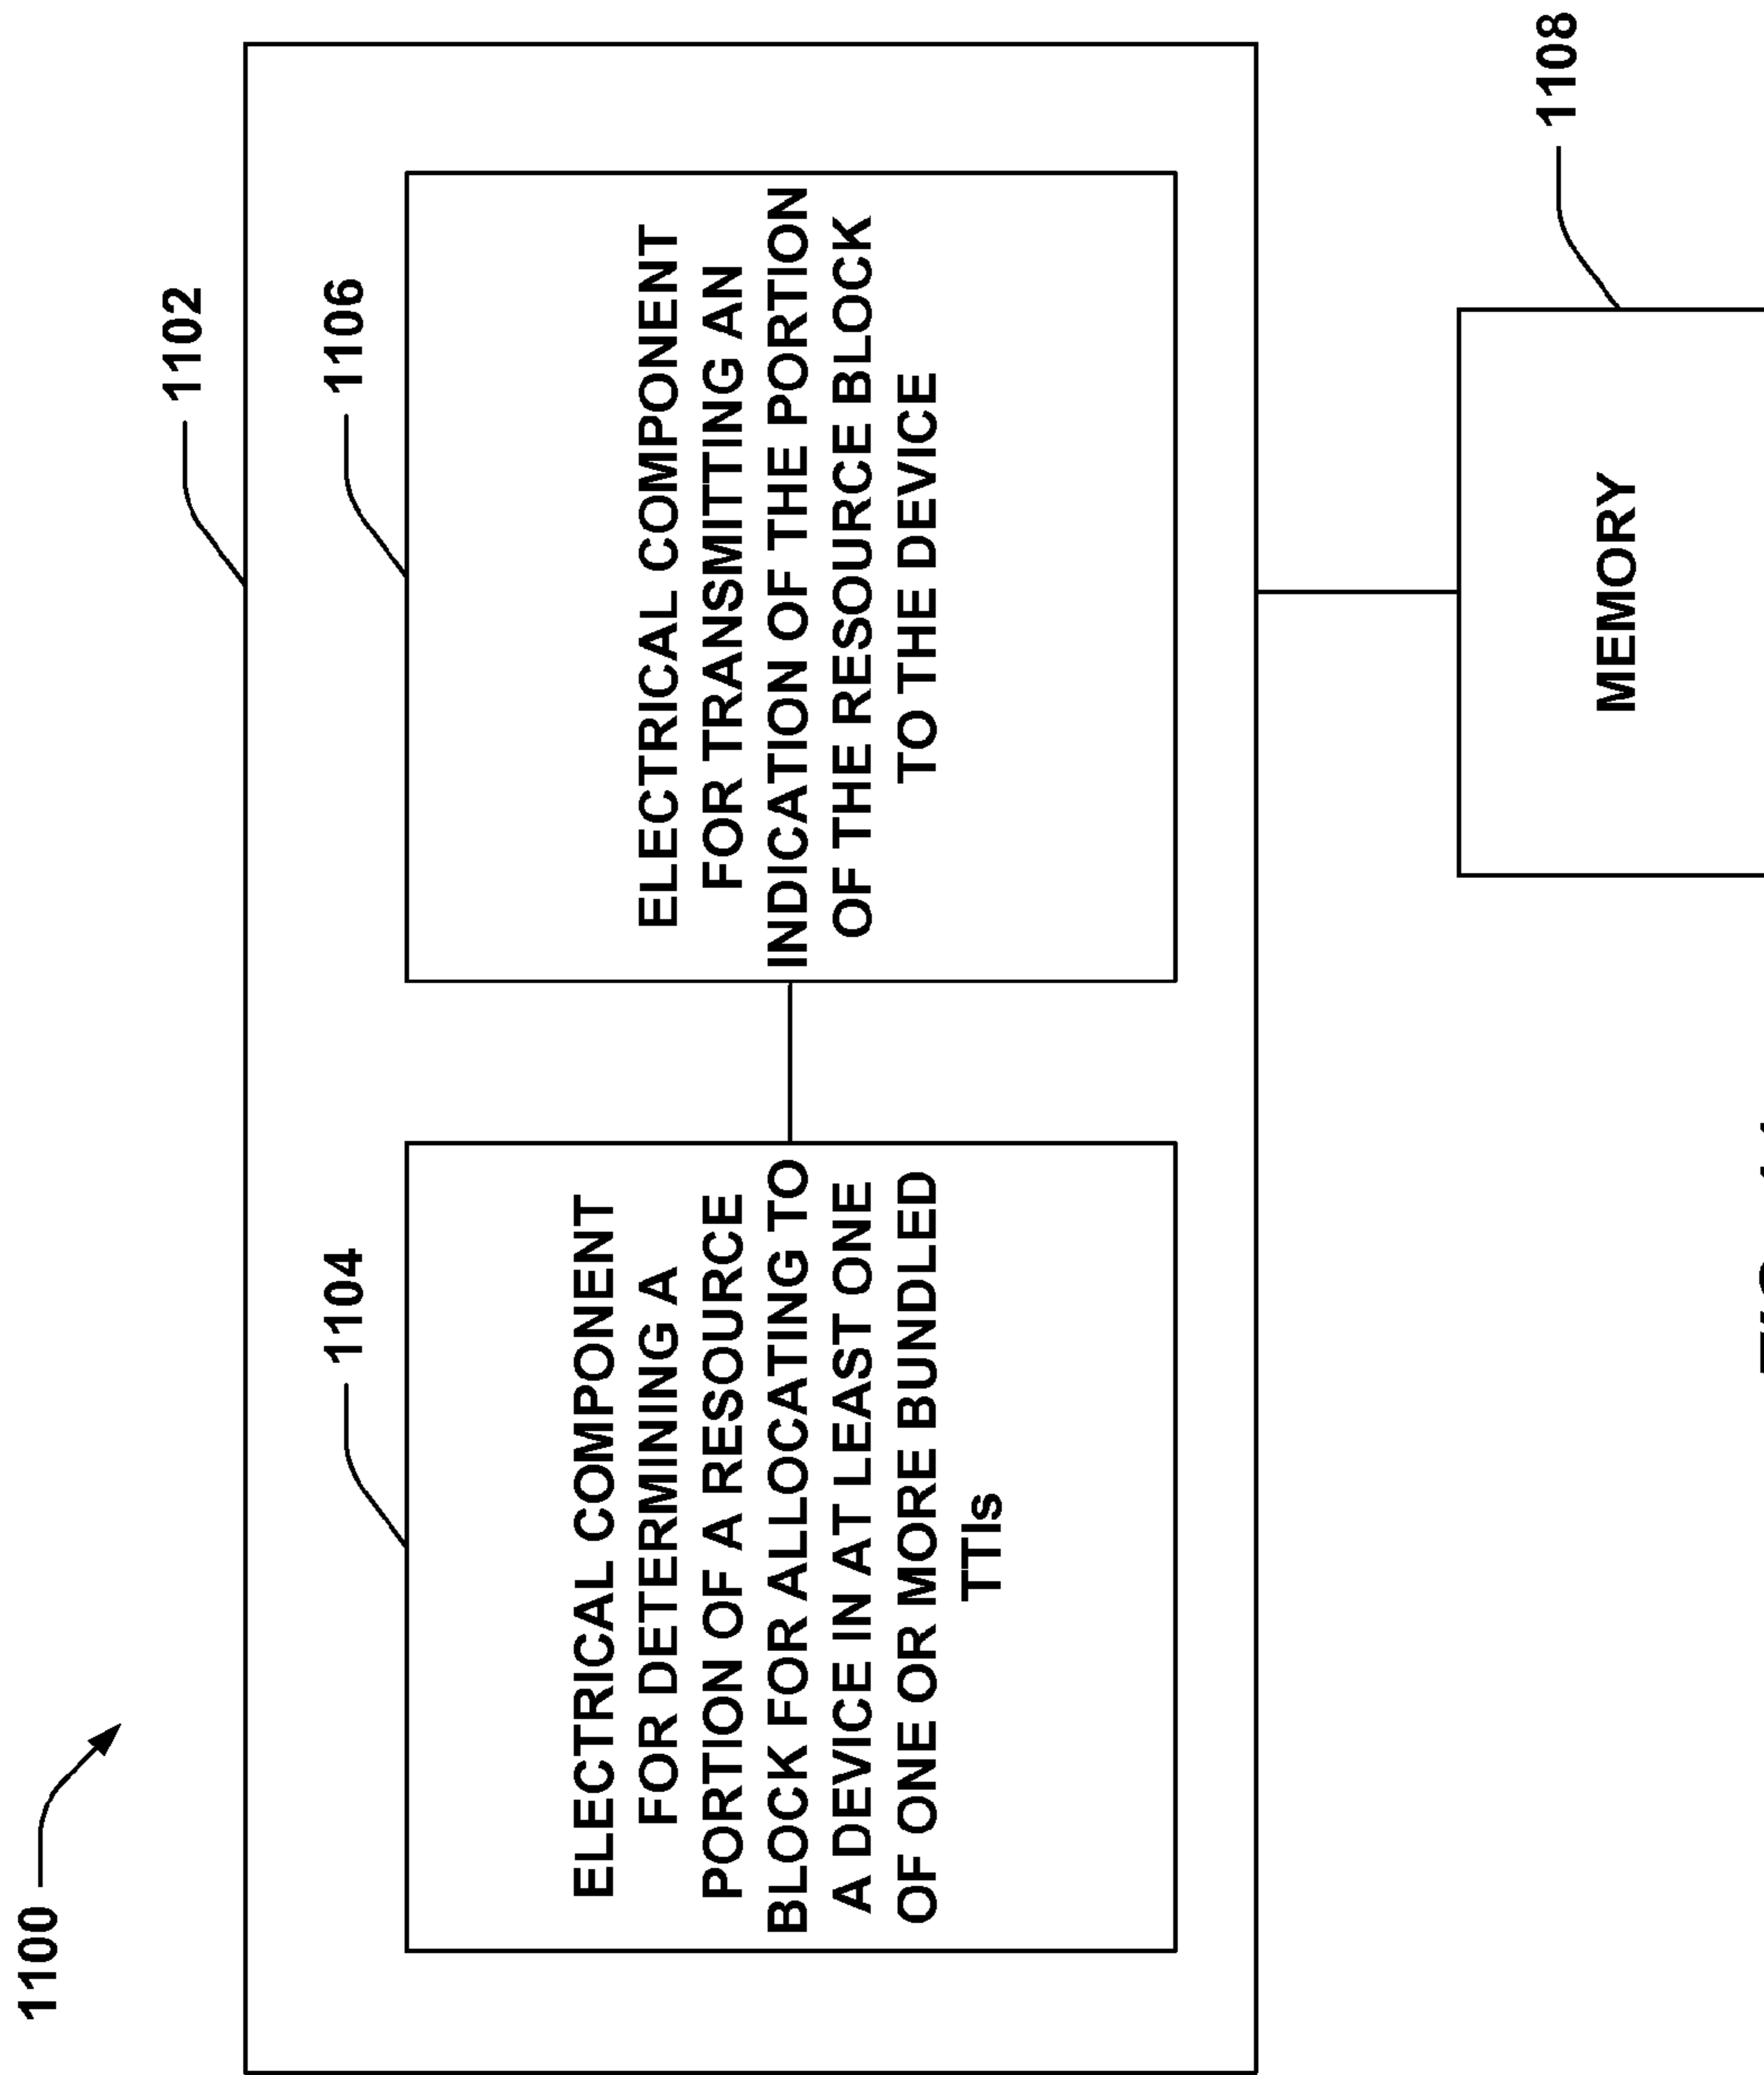 1100
1102
1104
ELECTRICAL COMPONENT
FOR DETERMINING A
PORTION OF A RESOURCE
BLOCK FOR ALLOCATING TO
A DEVICE IN AT LEAST ONE
OF ONE OR MORE BUNDLED
TTIs
1106
ELECTRICAL COMPONENT
FOR TRANSMITTING AN
INDICATION OF THE PORTION
OF THE RESOURCE BLOCK
TO THE DEVICE
1108
MEMORY